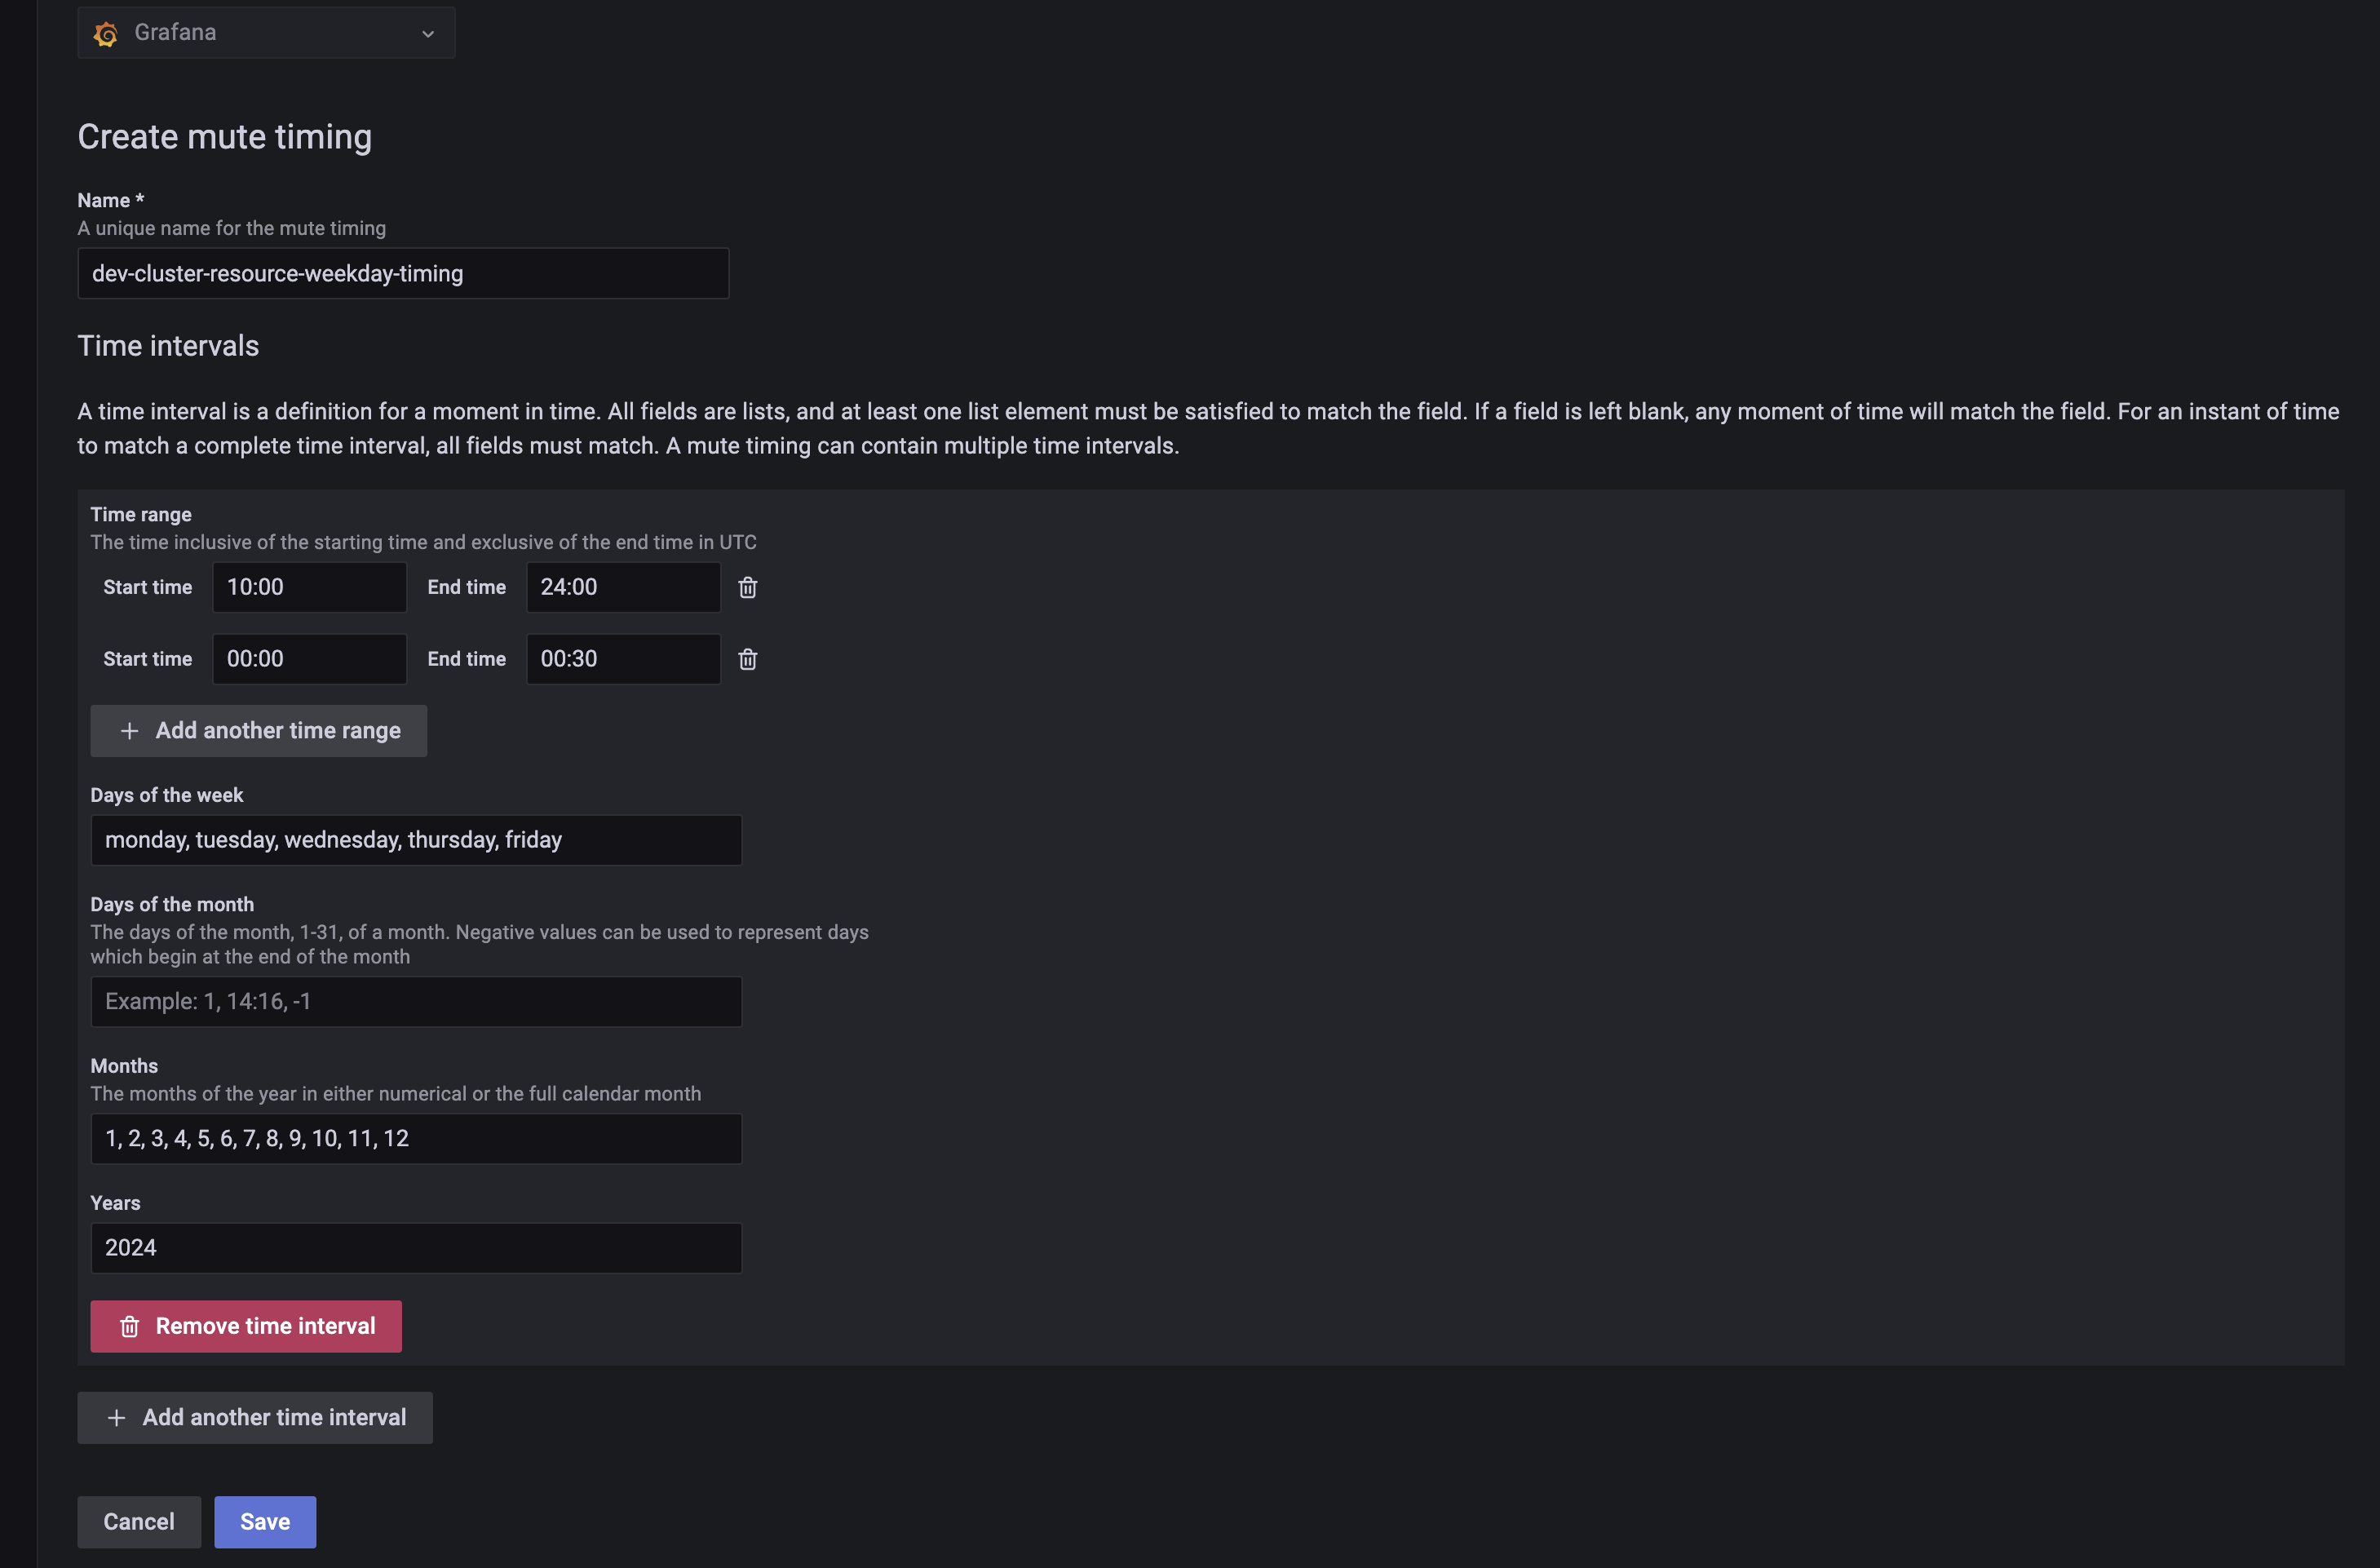 Grafana
Create mute timing
Name *
A unique name for the mute timing
dev-cluster-resource-weekday-timing
Time intervals
A time interval is a definition for a moment in time. All fields are lists, and at least one list element must be satisfied to match the field. If a field is left blank, any moment of time will match the field. For an instant of time
to match a complete time interval, all fields must match. A mute timing can contain multiple time intervals.
Time range
The time inclusive of the starting time and exclusive of the end time in UTC
Start time 10:00 End time 24:00
Start time 00:00 End time 00:30
+ Add another time range
Days of the week
monday, tuesday, wednesday, thursday, friday
Days of the month
The days of the month, 1-31, of a month. Negative values can be used to represent days
which begin at the end of the month
Example: 1, 14:16, -1
Months
The months of the year in either numerical or the full calendar month
1, 2, 3, 4, 5, 6, 7, 8, 9, 10, 11, 12
Years
2024
Remove time interval
+ Add another time interval
Cancel Save